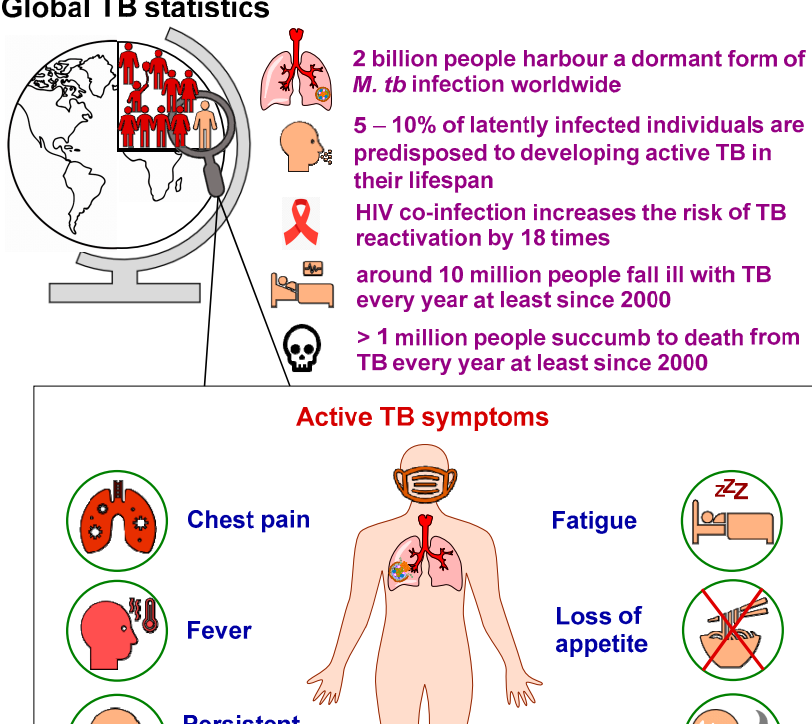 Global TB statistics
2 billion people harbour a dormant form of
M. tb infection worldwide
5 – 10% of latently infected individuals are
predisposed to developing active TB in
their lifespan
HIV co-infection increases the risk of TB
reactivation by 18 times
around 10 million people fall ill with TB
every year at least since 2000
> 1 million people succumb to death from
TB every year at least since 2000
Active TB symptoms
Chest pain
Fatigue
zZZ
Fever
Loss of
appetite
Persistent